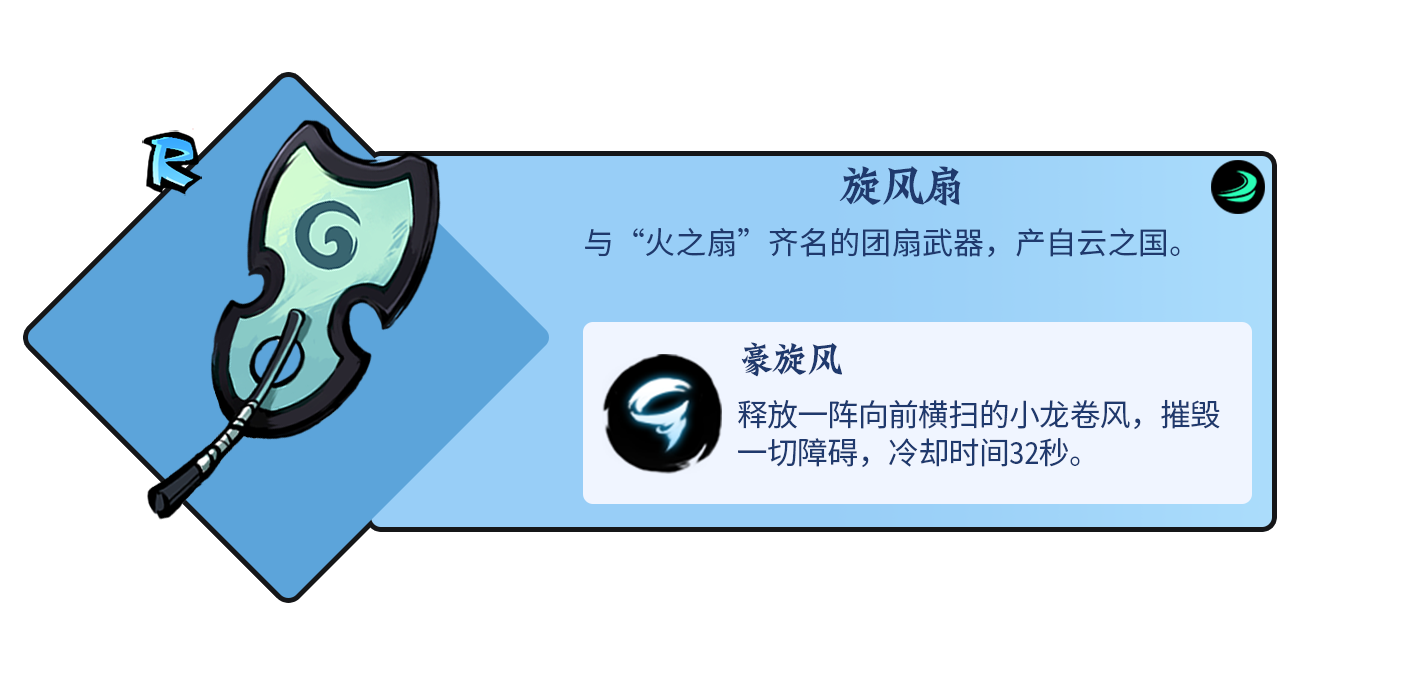 R
旋风扇
与“火之扇”齐名的团扇武器，产自云之国。
豪旋风
释放一阵向前横扫的小龙卷风，摧毁
一切障碍，冷却时间32秒。